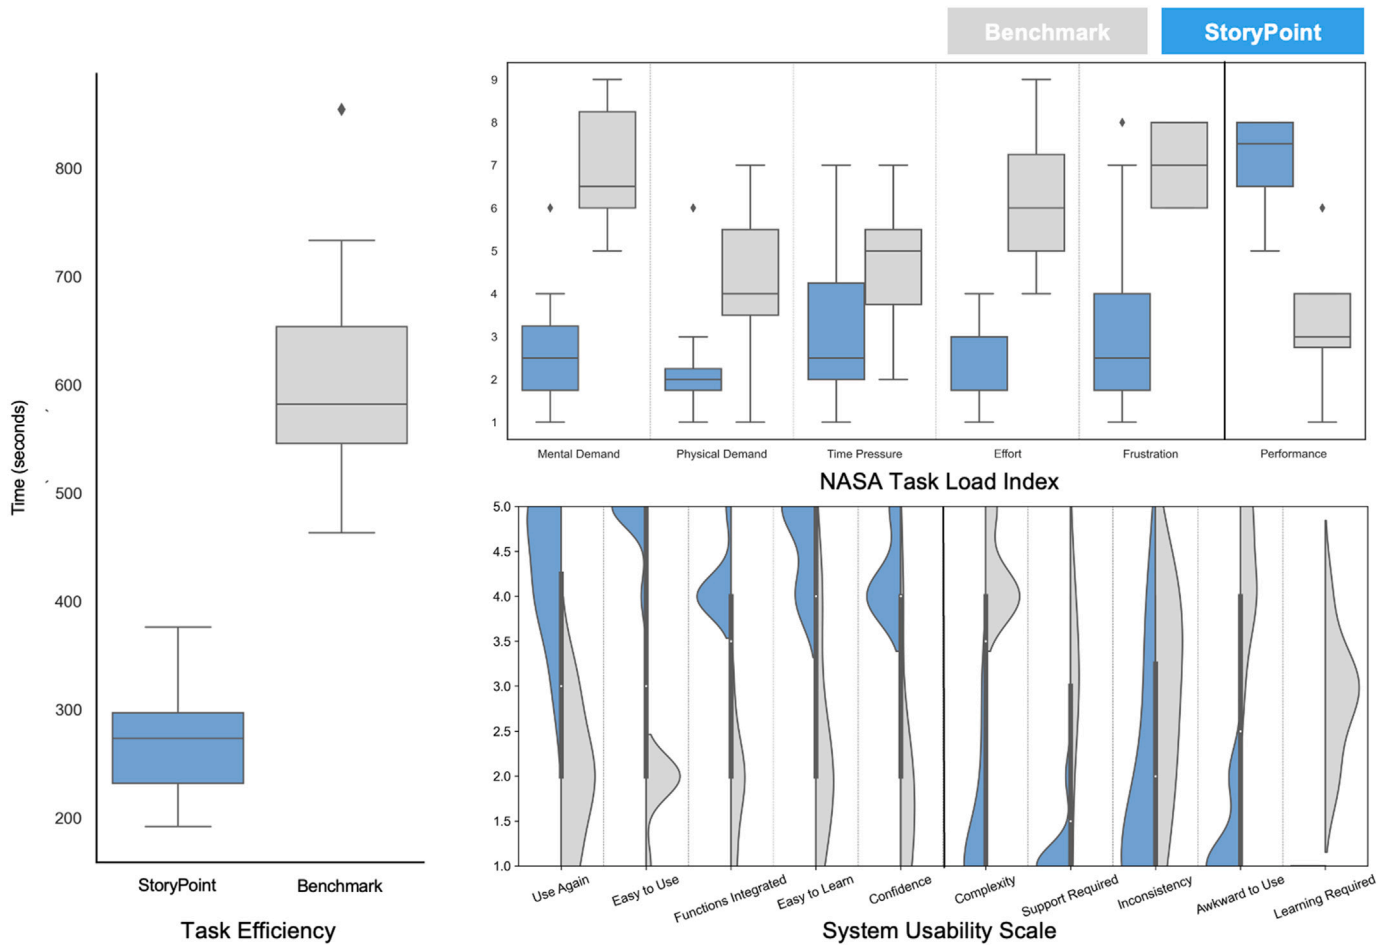 Benchmark
StoryPoint
Time (seconds)
800
700
600
500
400
300
200
StoryPoint
Benchmark
Task Efficiency
9
8
7
6
5
4
3
2
1
Mental Demand
Physical Demand
Time Pressure
Effort
Frustration
Performance
NASA Task Load Index
5.0
4.5
4.0
3.5
3.0
2.5
2.0
1.5
1.0
Use Again
Easy to Use
Functions Integrated
Easy to Learn
Confidence
Complexity
Support Required
Inconsistency
Awkward to Use
Learning Required
System Usability Scale